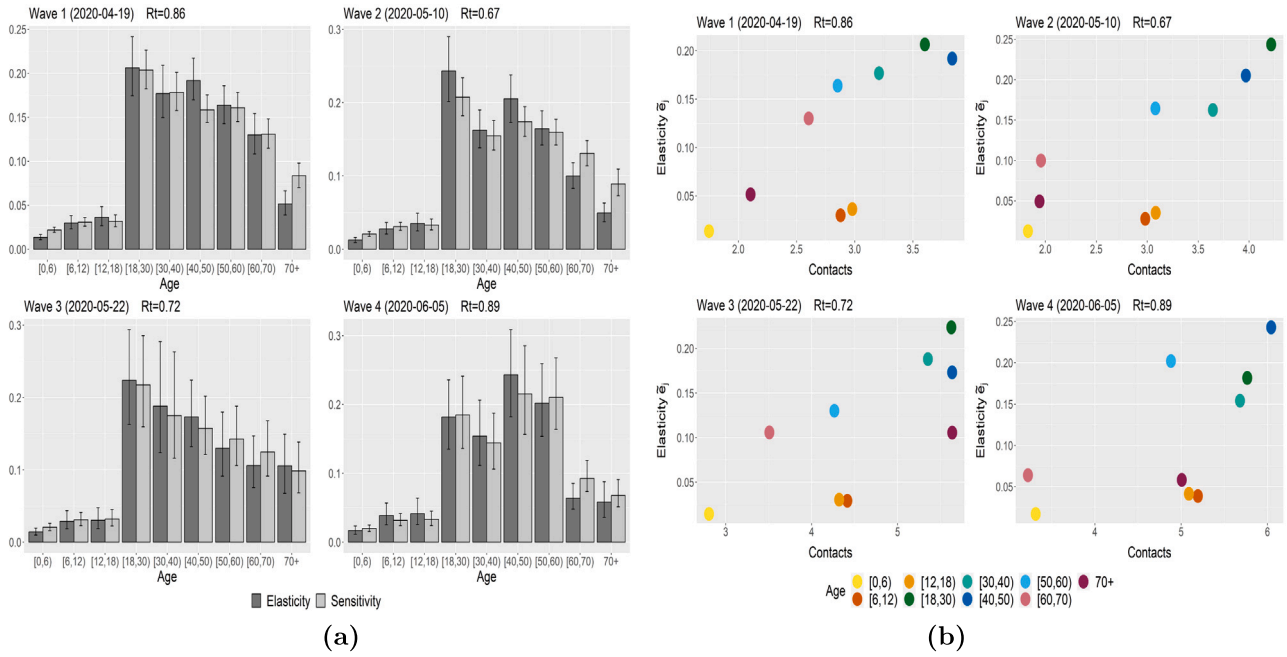 Wave 1 (2020-04-19) Rt=0.86
Wave 2 (2020-05-10) Rt=0.67
0.25
0.20
0.15
0.10
0.05
0.00
0.3
0.2
0.1
0.0
[0,6) [6,12) [12,18) [18,30) [30,40) [40,50) [50,60) [60,70) 70+
Age
[0,6) [6,12) [12,18) [18,30) [30,40) [40,50) [50,60) [60,70) 70+
Age
Wave 3 (2020-05-22) Rt=0.72
Wave 4 (2020-06-05) Rt=0.89
0.3
0.2
0.1
0.0
0.3
0.2
0.1
0.0
[0,6) [6,12) [12,18) [18,30) [30,40) [40,50) [50,60) [60,70) 70+
Age
[0,6) [6,12) [12,18) [18,30) [30,40) [40,50) [50,60) [60,70) 70+
Age
Elasticity Sensitivity
(a)
Wave 1 (2020-04-19) Rt=0.86
Wave 2 (2020-05-10) Rt=0.67
Elasticity ẽj
0.20
0.15
0.10
0.05
2.0 2.5 3.0 3.5
Contacts
Elasticity ẽj
0.25
0.20
0.15
0.10
0.05
2.0 3.0 4.0
Contacts
Wave 3 (2020-05-22) Rt=0.72
Wave 4 (2020-06-05) Rt=0.89
Elasticity ẽj
0.20
0.15
0.10
0.05
3 4 5
Contacts
Elasticity ẽj
0.25
0.20
0.15
0.10
0.05
4 5 6
Contacts
Age [0,6) [12,18) [30,40) [50,60) 70+
[6,12) [18,30) [40,50) [60,70)
(b)